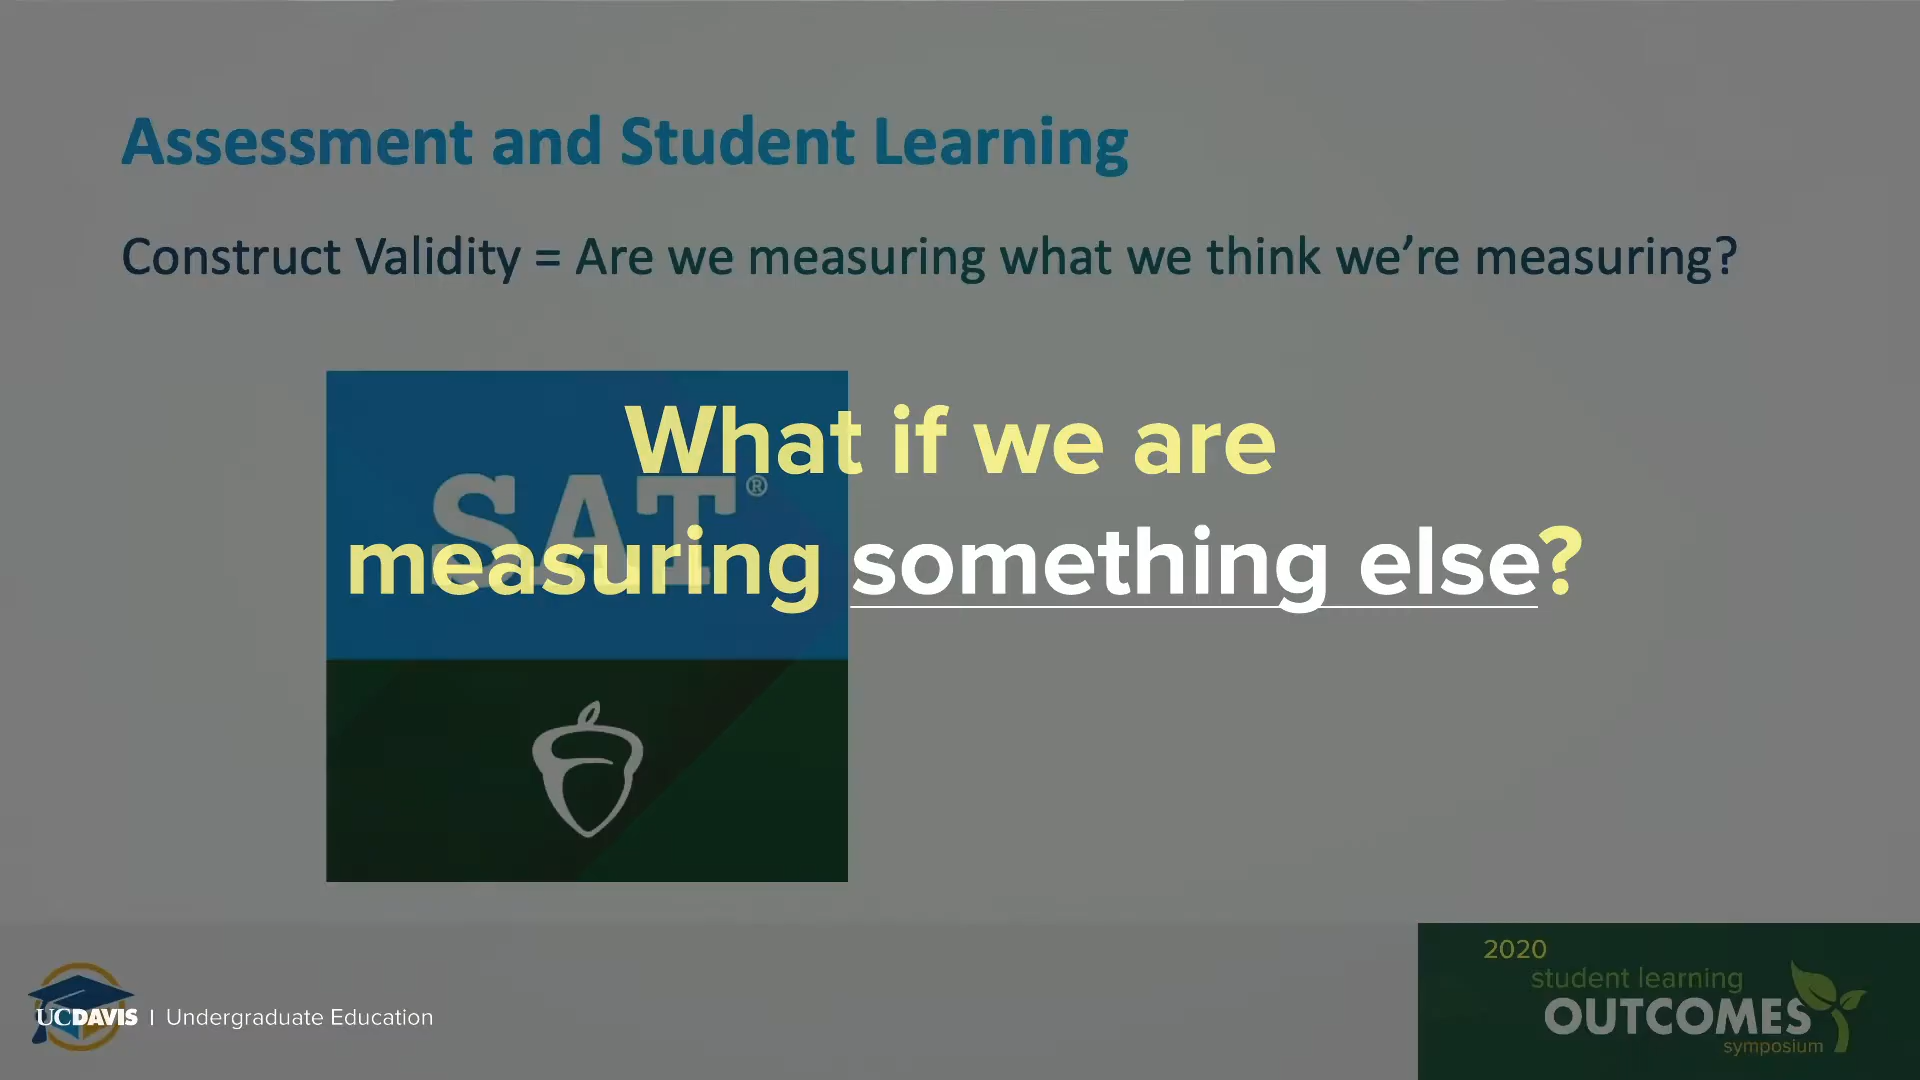 Assessment and Student Learning
Construct Validity = Are we measuring what we think we’re measuring?
What if we are
measuring something else?
SAT®
UCDAVIS | Undergraduate Education
2020
student learning
OUTCOMES
symposium